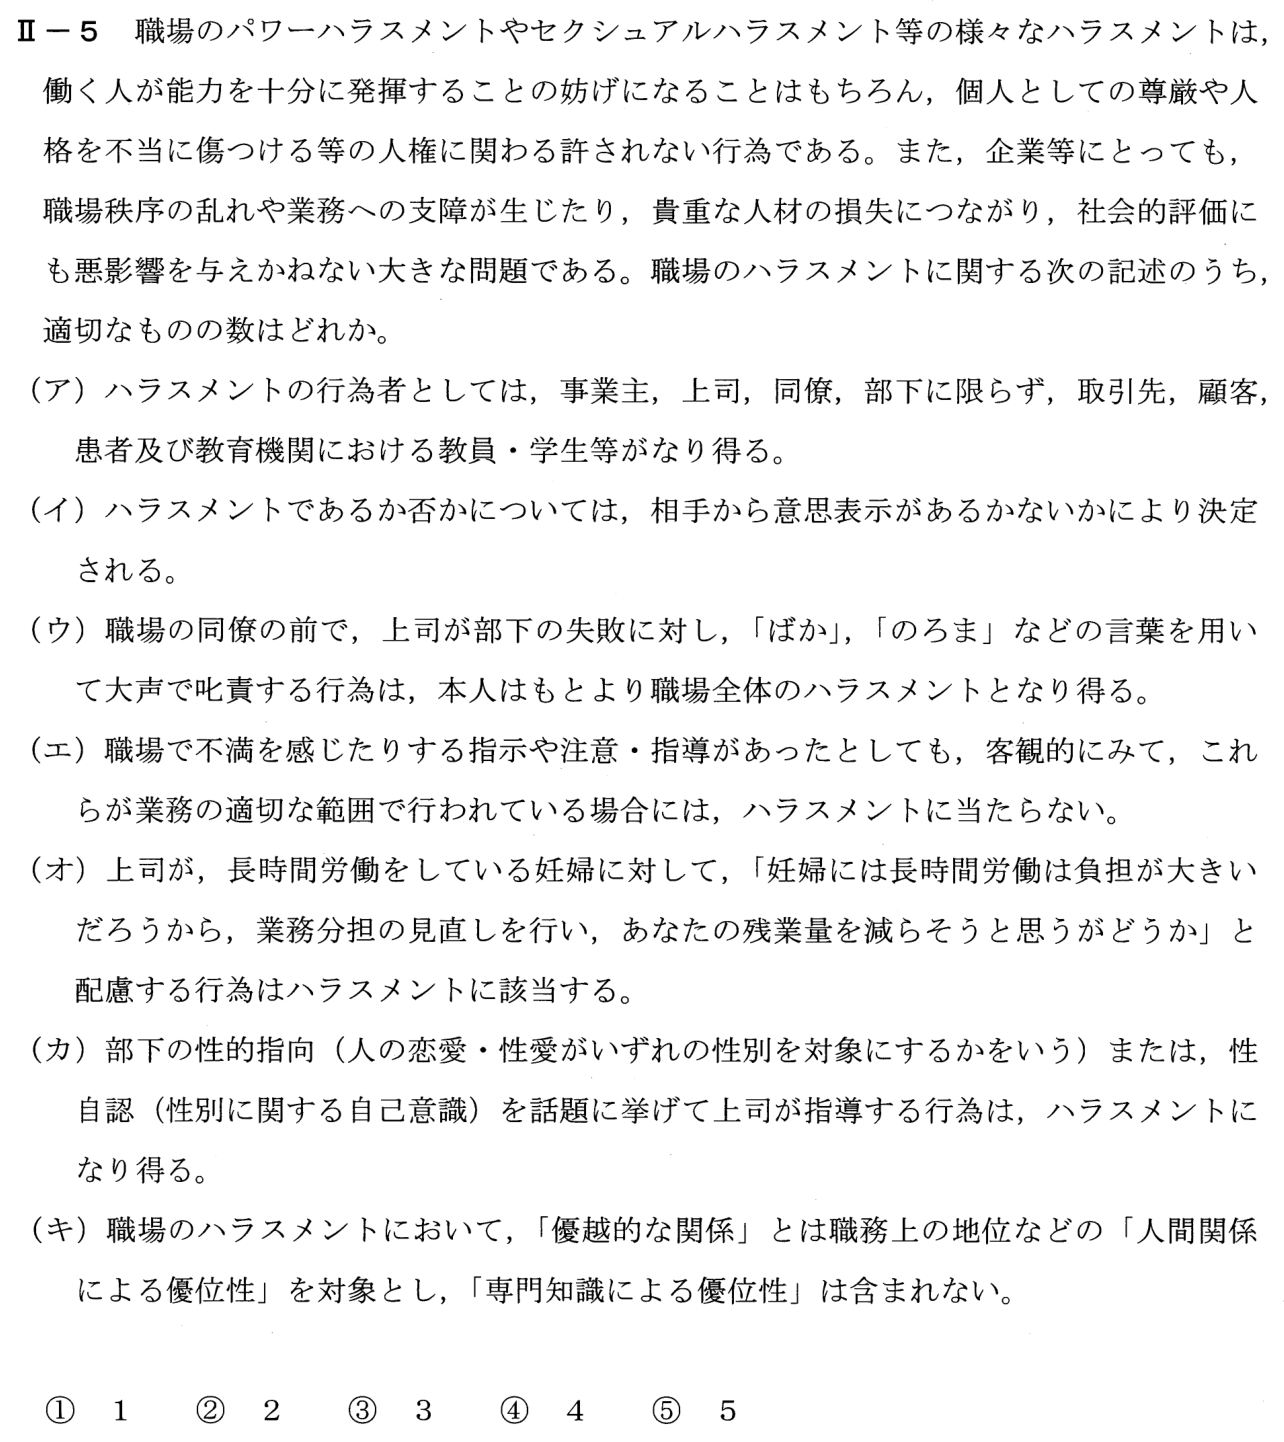 Ⅱ－５　職場のパワーハラスメントやセクシュアルハラスメント等の様々なハラスメントは，
働く人が能力を十分に発揮することの妨げになることはもちろん，個人としての尊厳や人
格を不当に傷つける等の人権に関わる許されない行為である。また，企業等にとっても，
職場秩序の乱れや業務への支障が生じたり，貴重な人材の損失につながり，社会的評価に
も悪影響を与えかねない大きな問題である。職場のハラスメントに関する次の記述のうち，
適切なものの数はどれか。
（ア）ハラスメントの行為者としては，事業主，上司，同僚，部下に限らず，取引先，顧客，
患者及び教育機関における教員・学生等がなり得る。
（イ）ハラスメントであるか否かについては，相手から意思表示があるかないかにより決定
される。
（ウ）職場の同僚の前で，上司が部下の失敗に対し，「ばか」，「のろま」などの言葉を用い
て大声で叱責する行為は，本人はもとより職場全体のハラスメントとなり得る。
（エ）職場で不満を感じたりする指示や注意・指導があったとしても，客観的にみて，これ
らが業務の適切な範囲で行われている場合には，ハラスメントに当たらない。
（オ）上司が，長時間労働をしている妊婦に対して，「妊婦には長時間労働は負担が大きい
だろうから，業務分担の見直しを行い，あなたの残業量を減らそうと思うがどうか」と
配慮する行為はハラスメントに該当する。
（カ）部下の性的指向（人の恋愛・性愛がいずれの性別を対象にするかをいう）または，性
自認（性別に関する自己意識）を話題に挙げて上司が指導する行為は，ハラスメントに
なり得る。
（キ）職場のハラスメントにおいて，「優越的な関係」とは職務上の地位などの「人間関係
による優位性」を対象とし，「専門知識による優位性」は含まれない。
①　1　　②　2　　③　3　　④　4　　⑤　5